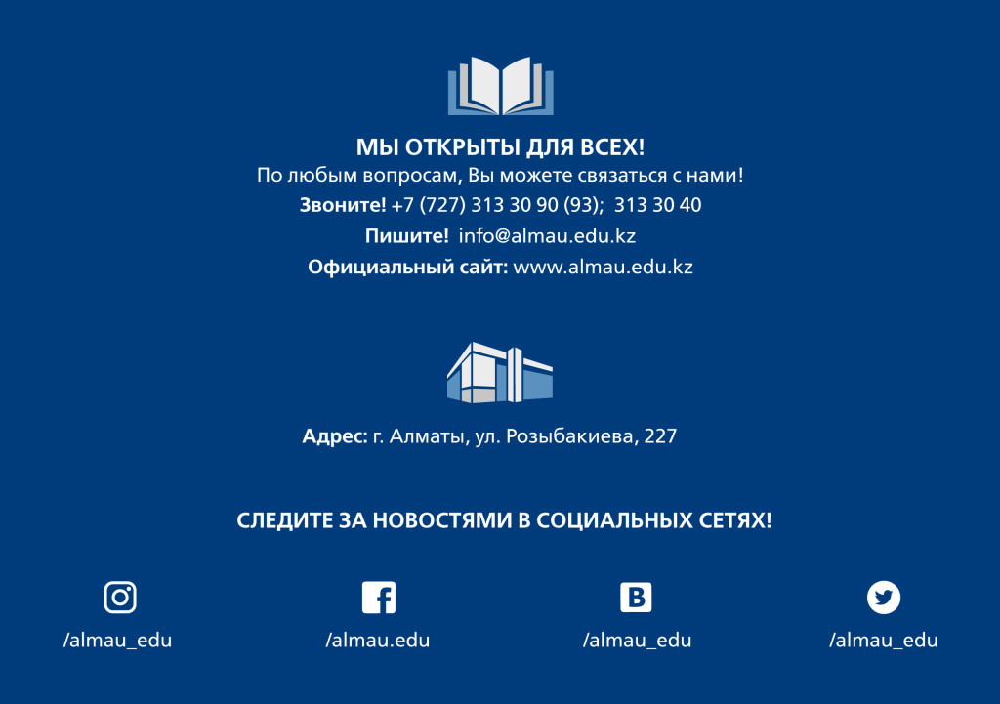 МЫ ОТКРЫТЫ ДЛЯ ВСЕХ!
По любым вопросам, Вы можете связаться с нами!
Звоните! +7 (727) 313 30 90 (93); 313 30 40
Пишите! info@almau.edu.kz
Официальный сайт: www.almau.edu.kz
Адрес: г. Алматы, ул. Розыбакиева, 227
СЛЕДИТЕ ЗА НОВОСТЯМИ В СОЦИАЛЬНЫХ СЕТЯХ!
/almau_edu /almau.edu /almau_edu /almau_edu